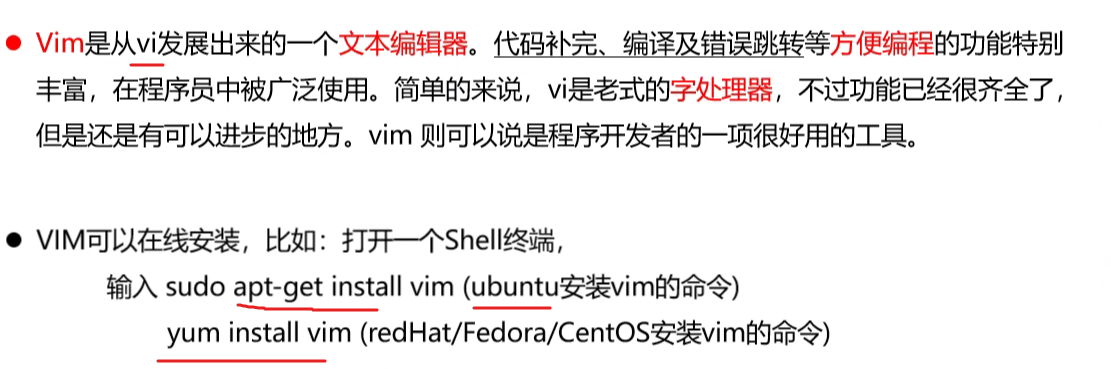 Vim是从vi发展出来的一个文本编辑器。代码补完、编译及错误跳转等方便编程的功能特别
丰富，在程序员中被广泛使用。简单的来说，vi是老式的字处理器，不过功能已经很齐全了，
但是还是有可以进步的地方。vim 则可以说是程序开发者的一项很好用的工具。
VIM可以在线安装，比如：打开一个Shell终端，
输入 sudo apt-get install vim (ubuntu安装vim的命令)
yum install vim (redHat/Fedora/CentOS安装vim的命令)